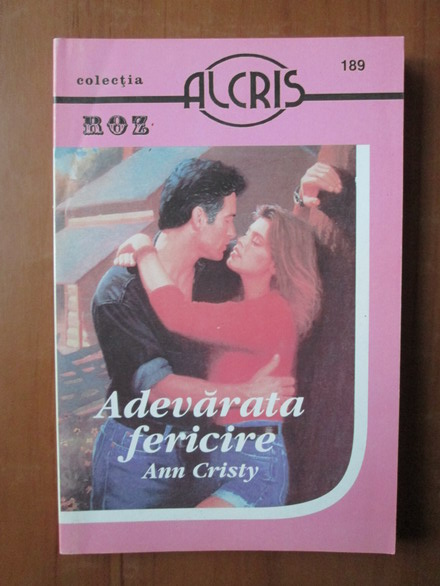 colecția
ALCRIS
189
ROZ
Adevărata
fericire
Ann Cristy